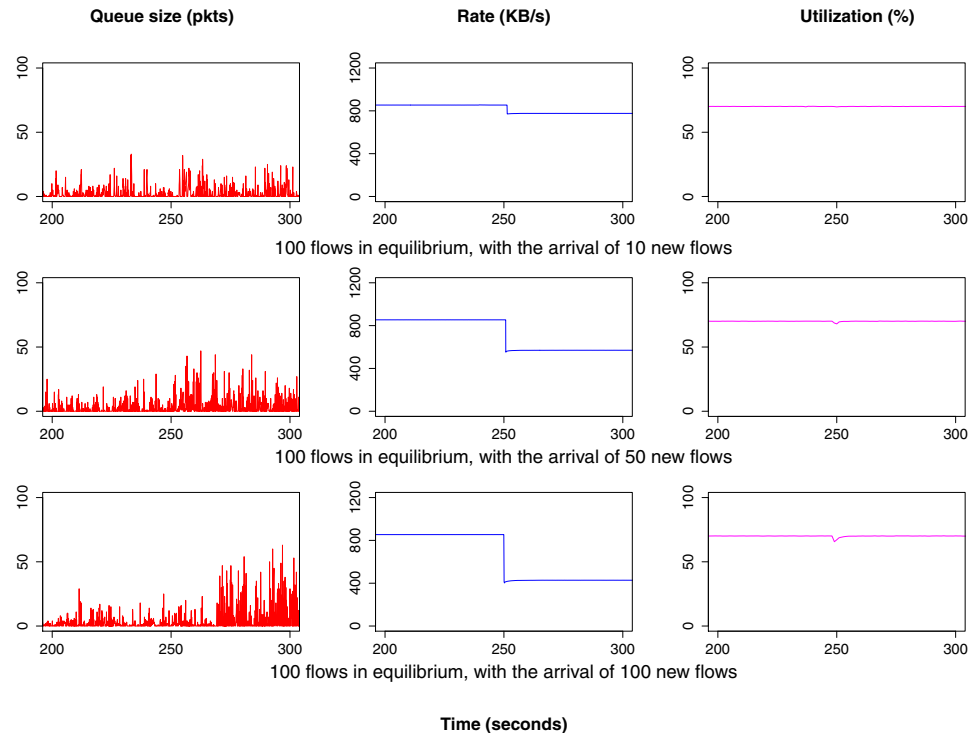 Queue size (pkts) Rate (KB/s) Utilization (%)
100 1200 100
800
50 50
400
0 0 0
200 250 300 200 250 300 200 250 300
100 flows in equilibrium, with the arrival of 10 new flows
100 1200 100
800
50 50
400
0 0 0
200 250 300 200 250 300 200 250 300
100 flows in equilibrium, with the arrival of 50 new flows
100 1200 100
800
50 50
400
0 0 0
200 250 300 200 250 300 200 250 300
100 flows in equilibrium, with the arrival of 100 new flows
Time (seconds)